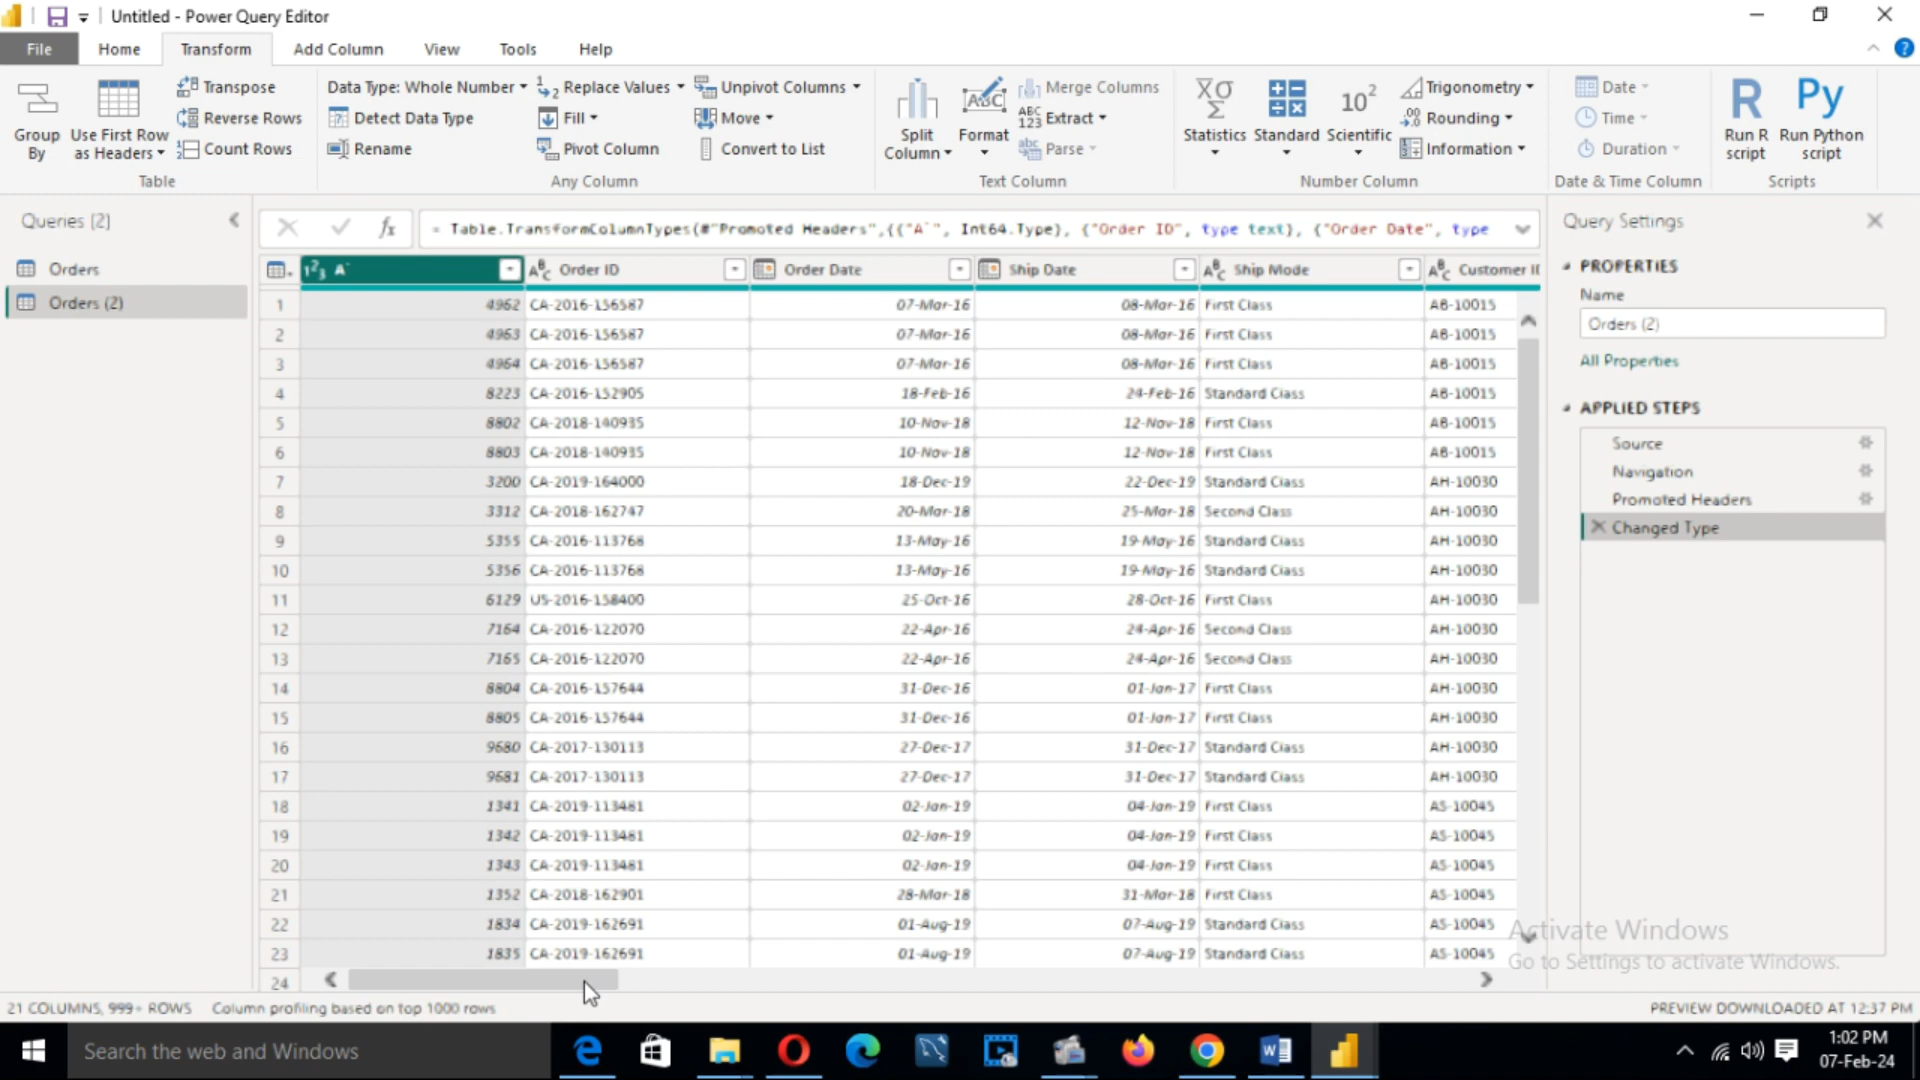 Untitled - Power Query Editor
File Home Transform Add Column View Tools Help
Group By
Use First Row as Headers
Transpose
Reverse Rows
Count Rows
Table
Data Type: Whole Number
Detect Data Type
Rename
Replace Values
Fill
Pivot Column
Unpivot Columns
Move
Convert to List
Any Column
Split Column
Format
Merge Columns
Extract
Parse
Text Column
Statistics
Standard
Scientific
Trigonometry
Rounding
Information
Number Column
Date
Time
Duration
Date & Time Column
Run R script
Run Python script
Scripts
Queries [2]
Orders
Orders (2)
= Table.TransformColumnTypes(#"Promoted Headers",{{"A`", Int64.Type}, {"Order ID", type text}, {"Order Date", type
A` Order ID Order Date Ship Date Ship Mode Customer ID
1 4962 CA-2016-156587 07-Mar-16 08-Mar-16 First Class AB-10015
2 4963 CA-2016-156587 07-Mar-16 08-Mar-16 First Class AB-10015
3 4964 CA-2016-156587 07-Mar-16 08-Mar-16 First Class AB-10015
4 8223 CA-2016-152905 18-Feb-16 24-Feb-16 Standard Class AB-10015
5 8802 CA-2018-140935 10-Nov-18 12-Nov-18 First Class AB-10015
6 8803 CA-2018-140935 10-Nov-18 12-Nov-18 First Class AB-10015
7 3200 CA-2019-164000 18-Dec-19 22-Dec-19 Standard Class AH-10030
8 3312 CA-2018-162747 20-Mar-18 25-Mar-18 Second Class AH-10030
9 5355 CA-2016-113768 13-May-16 19-May-16 Standard Class AH-10030
10 5356 CA-2016-113768 13-May-16 19-May-16 Standard Class AH-10030
11 6129 US-2016-158400 25-Oct-16 28-Oct-16 First Class AH-10030
12 7164 CA-2016-122070 22-Apr-16 24-Apr-16 Second Class AH-10030
13 7165 CA-2016-122070 22-Apr-16 24-Apr-16 Second Class AH-10030
14 8804 CA-2016-157644 31-Dec-16 01-Jan-17 First Class AH-10030
15 8805 CA-2016-157644 31-Dec-16 01-Jan-17 First Class AH-10030
16 9680 CA-2017-130113 27-Dec-17 31-Dec-17 Standard Class AH-10030
17 9681 CA-2017-130113 27-Dec-17 31-Dec-17 Standard Class AH-10030
18 1341 CA-2019-113481 02-Jan-19 04-Jan-19 First Class AS-10045
19 1342 CA-2019-113481 02-Jan-19 04-Jan-19 First Class AS-10045
20 1343 CA-2019-113481 02-Jan-19 04-Jan-19 First Class AS-10045
21 1352 CA-2018-162901 28-Mar-18 31-Mar-18 First Class AS-10045
22 1834 CA-2019-162691 01-Aug-19 07-Aug-19 Standard Class AS-10045
23 1835 CA-2019-162691 01-Aug-19 07-Aug-19 Standard Class AS-10045
24
Query Settings
PROPERTIES
Name
Orders (2)
All Properties
APPLIED STEPS
Source
Navigation
Promoted Headers
Changed Type
Activate Windows
Go to Settings to activate Windows.
21 COLUMNS, 999+ ROWS Column profiling based on top 1000 rows PREVIEW DOWNLOADED AT 12:37 PM
Search the web and Windows
1:02 PM
07-Feb-24